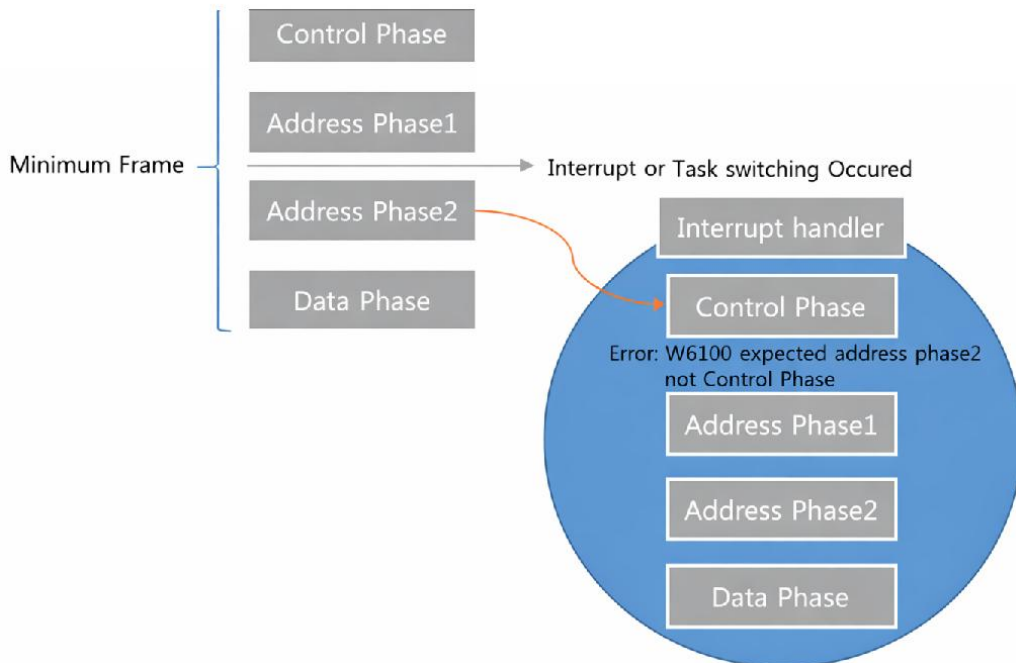 Control Phase
Address Phase1
Minimum Frame
Interrupt or Task switching Occured
Address Phase2
Interrupt handler
Data Phase
Control Phase
Error: W6100 expected address phase2
not Control Phase
Address Phase1
Address Phase2
Data Phase